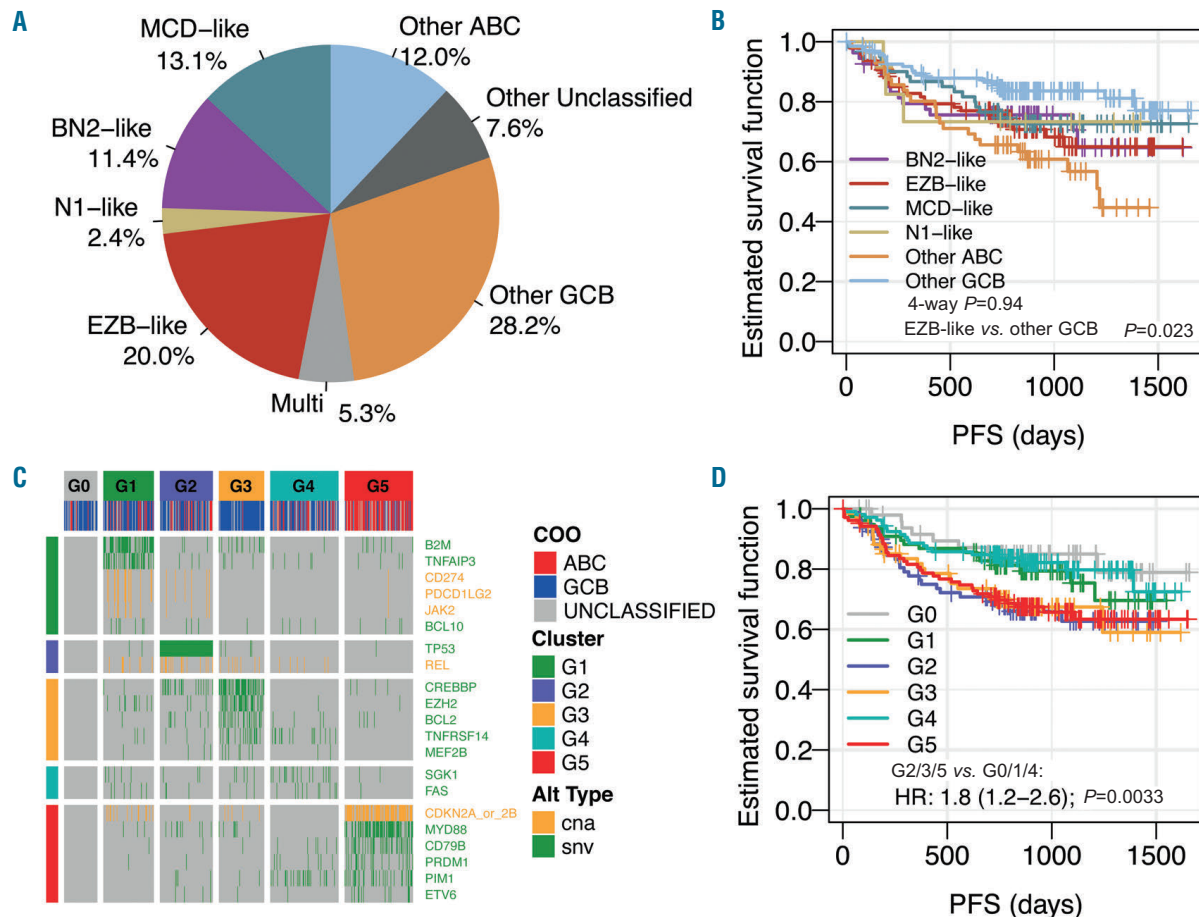 A
MCD–like
13.1%
Other ABC
12.0%
Other Unclassified
7.6%
BN2–like
11.4%
N1–like
2.4%
EZB–like
20.0%
Other GCB
28.2%
Multi
5.3%
B
Estimated survival function
1.0
0.8
0.6
0.4
0.2
0.0
BN2–like
EZB–like
MCD–like
N1–like
Other ABC
Other GCB
4-way P=0.94
EZB-like vs. other GCB P=0.023
0 500 1000 1500
PFS (days)
C
G0 G1 G2 G3 G4 G5
B2M
TNFAIP3
CD274
PDCD1LG2
JAK2
BCL10
TP53
REL
CREBBP
EZH2
BCL2
TNFRSF14
MEF2B
SGK1
FAS
CDKN2A_or_2B
MYD88
CD79B
PRDM1
PIM1
ETV6
COO
ABC
GCB
UNCLASSIFIED
Cluster
G1
G2
G3
G4
G5
Alt Type
cna
snv
D
Estimated survival function
1.0
0.8
0.6
0.4
0.2
0.0
G0
G1
G2
G3
G4
G5
G2/3/5 vs. G0/1/4:
HR: 1.8 (1.2–2.6); P=0.0033
0 500 1000 1500
PFS (days)